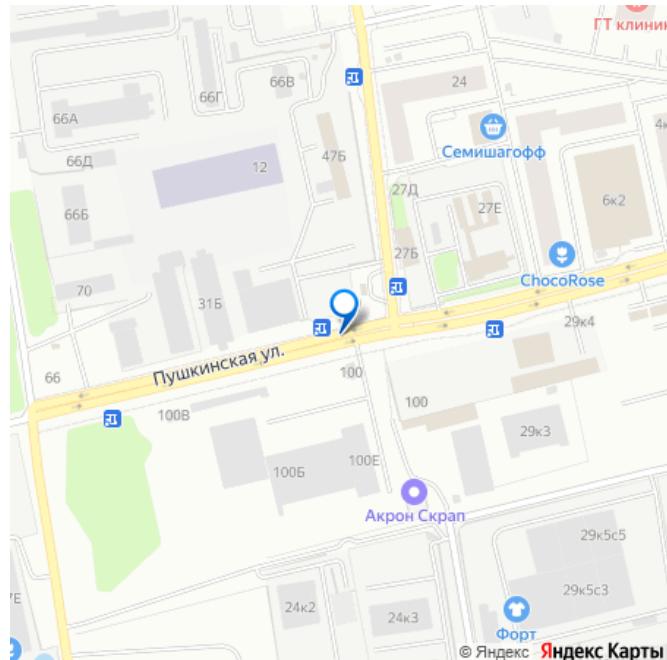 ГТ клиник
66В
24
66Г
66А
4к
Семишагофф
47Б
66Д
12
27Д
6к2
27Е
66Б
27Б
ChocoRose
70
31Б
29к4
Пушкинская ул.
66
100
100
100В
29к3
100Е
100Б
Акрон Скрап
29к5с5
29к5с3
7Е
24к2
24к3
Форт
© Яндекс Яндекс Карты